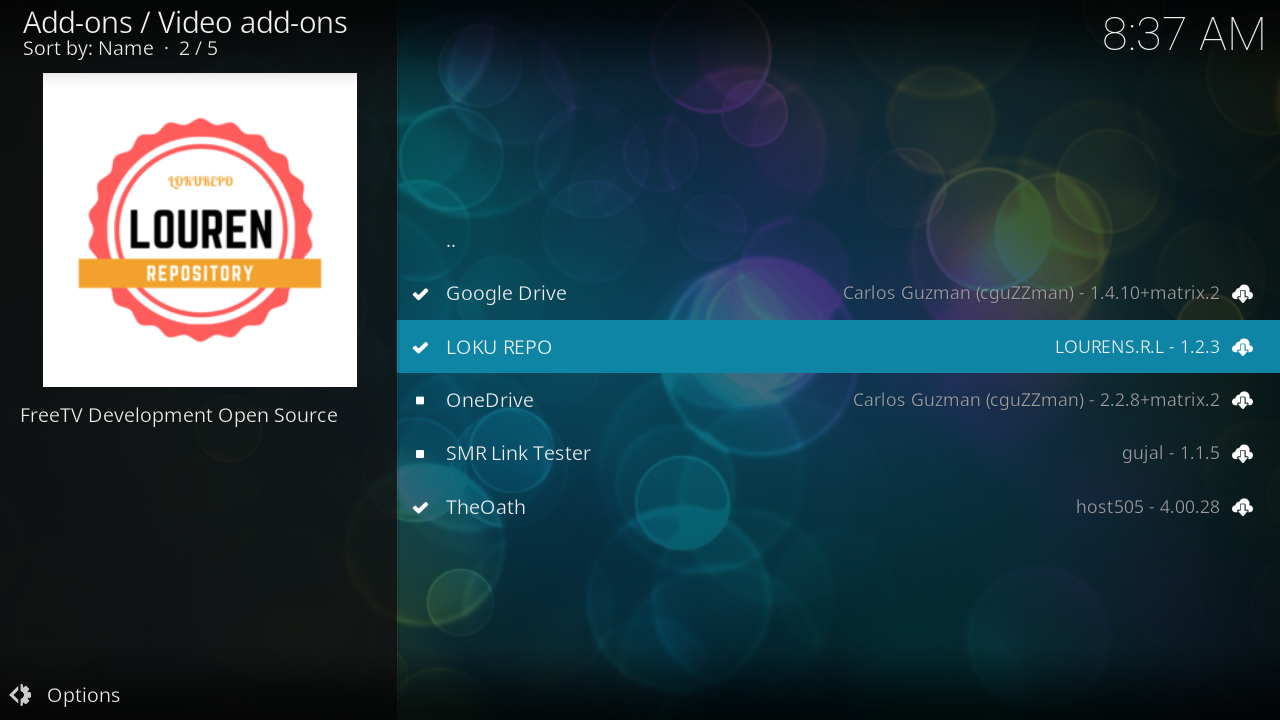 Add-ons / Video add-ons
Sort by: Name · 2 / 5
8:37 AM
LOKUREPO
LOUREN
REPOSITORY
FreeTV Development Open Source
..
Google Drive Carlos Guzman (cguZZman) - 1.4.10+matrix.2
LOKU REPO LOURENS.R.L - 1.2.3
OneDrive Carlos Guzman (cguZZman) - 2.2.8+matrix.2
SMR Link Tester gujal - 1.1.5
TheOath host505 - 4.00.28
Options